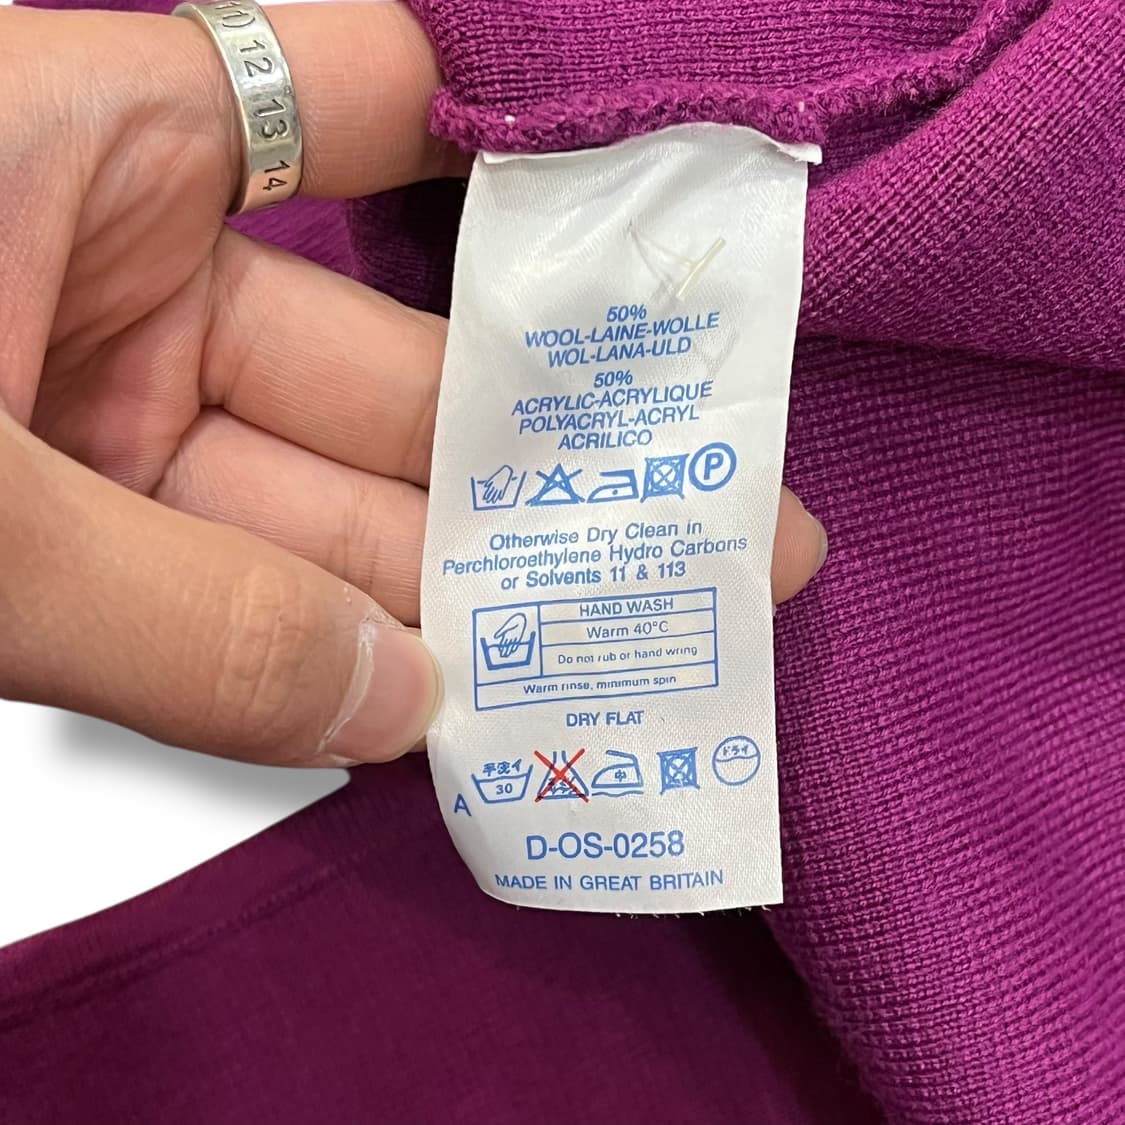 11) 12 13 14
50%
WOOL-LAINE-WOLLE
WOL-LANA-ULD
50%
ACRYLIC-ACRYLIQUE
POLYACRYL-ACRYL
ACRILICO
P
Otherwise Dry Clean in
Perchloroethylene Hydro Carbons
or Solvents 11 & 113
HAND WASH
Warm 40°C
Do not rub or hand wring
Warm rinse, minimum spin
DRY FLAT
手洗イ
30
中
ドライ
A
D-OS-0258
MADE IN GREAT BRITAIN